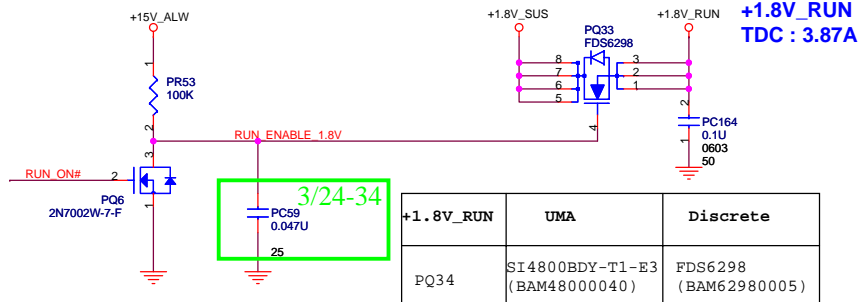 +15V_ALW
+1.8V_SUS
+1.8V_RUN
+1.8V_RUN
TDC : 3.87A
PQ33
FDS6298
1
PR53
100K
2
8
7
6
5
3
2
1
4
2
PC164
0.1U
0603
50
1
RUN_ENABLE_1.8V
RUN_ON#
2
3
1
PQ6
2N7002W-7-F
3/24-34
PC59
0.047U
25
+1.8V_RUN UMA Discrete
PQ34 SI4800BDY-T1-E3 FDS6298
(BAM48000040) (BAM62980005)